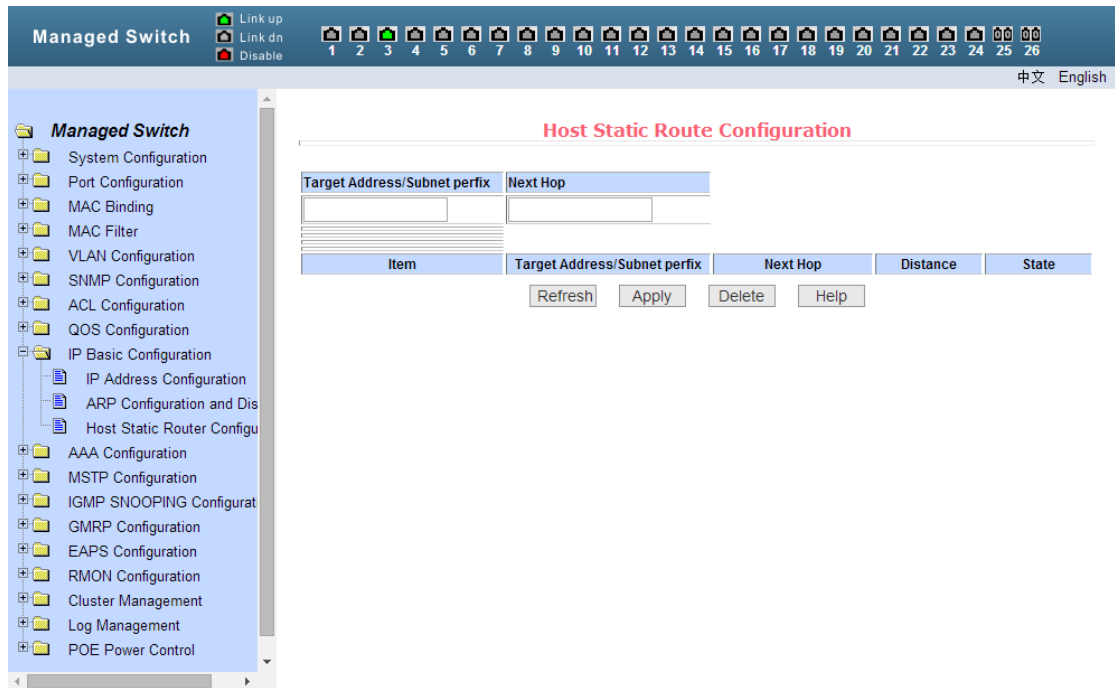 Managed Switch
Link up
Link dn
Disable
1 2 3 4 5 6 7 8 9 10 11 12 13 14 15 16 17 18 19 20 21 22 23 24 25 26
中文 English
Managed Switch
System Configuration
Port Configuration
MAC Binding
MAC Filter
VLAN Configuration
SNMP Configuration
ACL Configuration
QOS Configuration
IP Basic Configuration
IP Address Configuration
ARP Configuration and Dis
Host Static Router Configu
AAA Configuration
MSTP Configuration
IGMP SNOOPING Configurat
GMRP Configuration
EAPS Configuration
RMON Configuration
Cluster Management
Log Management
POE Power Control
Host Static Route Configuration
Target Address/Subnet perfix Next Hop
Item Target Address/Subnet perfix Next Hop Distance State
Refresh Apply Delete Help